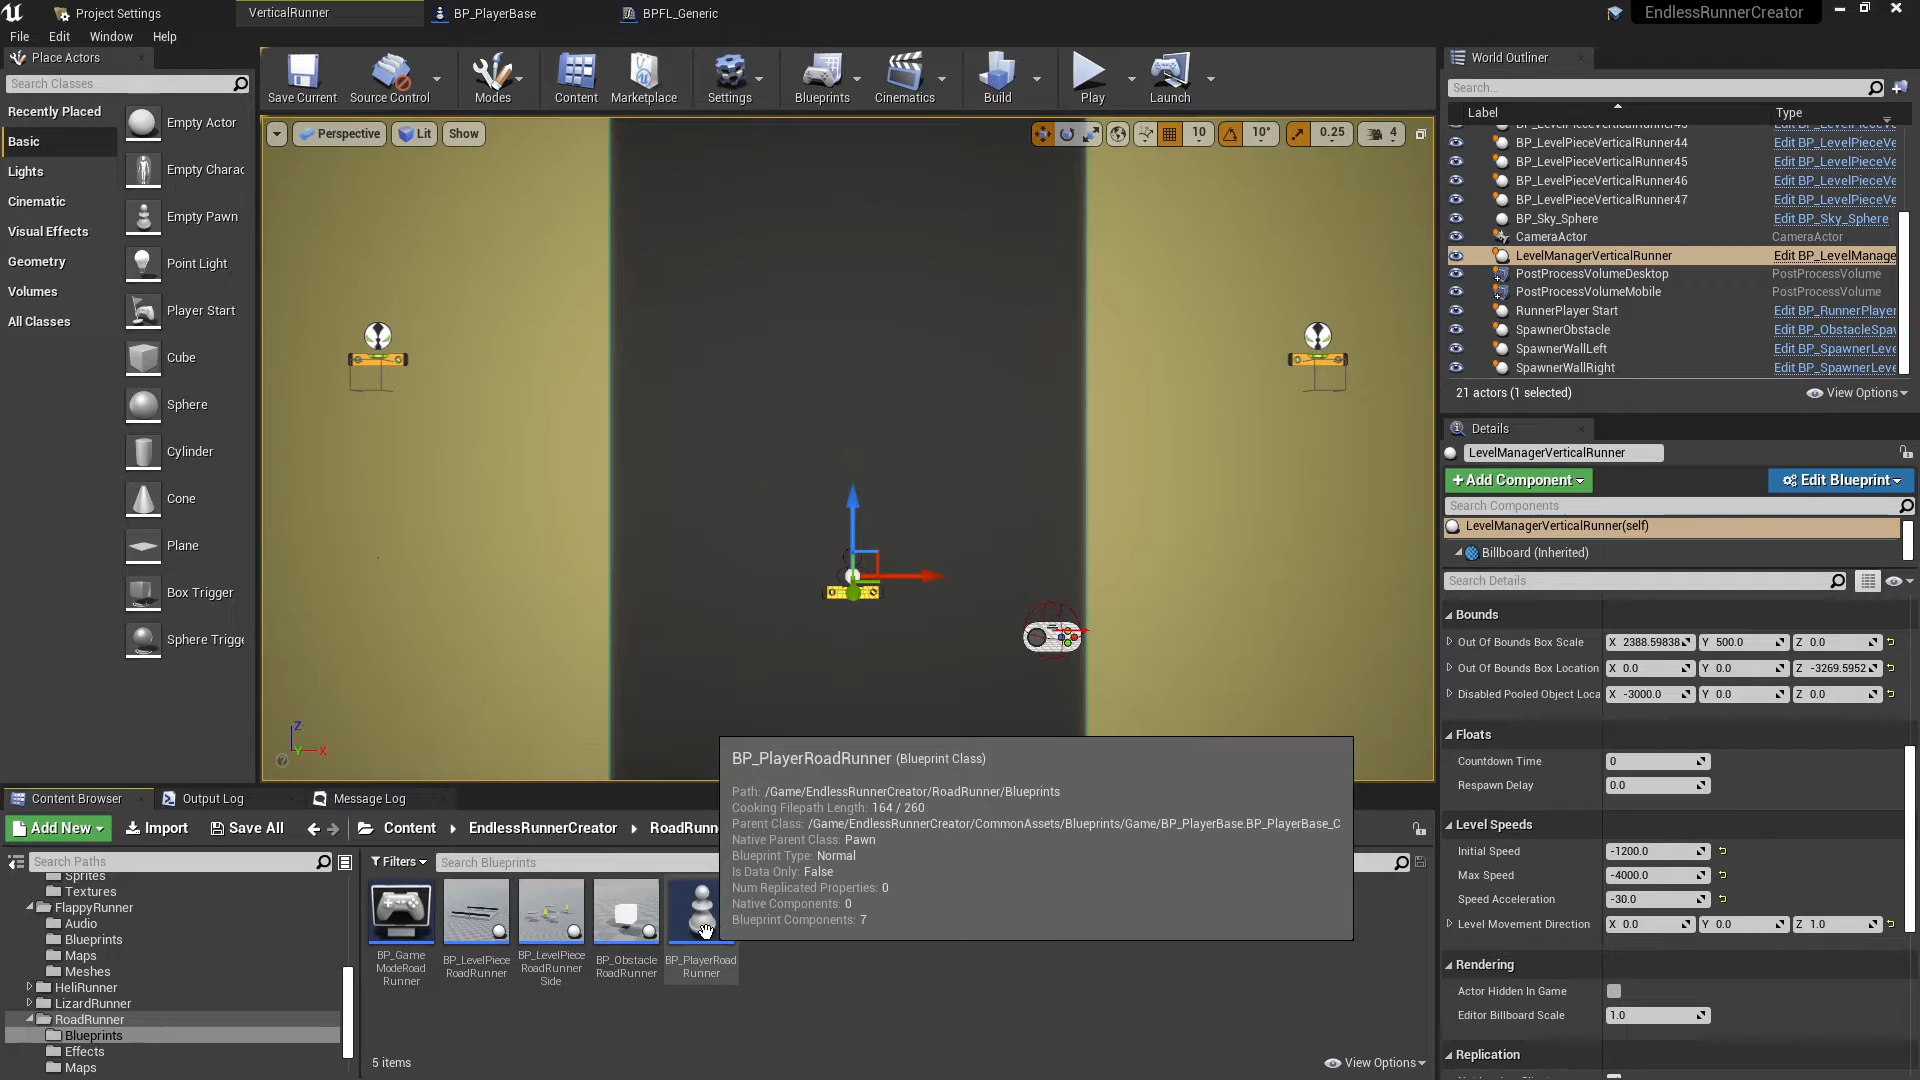 Project Settings
VerticalRunner
BP_PlayerBase
BPFL_Generic
EndlessRunnerCreator
File Edit Window Help
Place Actors
Search Classes
Recently Placed
Basic
Lights
Cinematic
Visual Effects
Geometry
Volumes
All Classes
Empty Actor
Empty Charac
Empty Pawn
Point Light
Player Start
Cube
Sphere
Cylinder
Cone
Plane
Box Trigger
Sphere Trigge
Save Current Source Control Modes Content Marketplace Settings Blueprints Cinematics Build Play Launch
Perspective Lit Show
10 10° 0.25 4
Z
Y X
World Outliner
Search...
Label Type
BP_LevelPieceVerticalRunner44 Edit BP_LevelPieceVe
BP_LevelPieceVerticalRunner45 Edit BP_LevelPieceVe
BP_LevelPieceVerticalRunner46 Edit BP_LevelPieceVe
BP_LevelPieceVerticalRunner47 Edit BP_LevelPieceVe
BP_Sky_Sphere Edit BP_Sky_Sphere
CameraActor CameraActor
LevelManagerVerticalRunner Edit BP_LevelManage
PostProcessVolumeDesktop PostProcessVolume
PostProcessVolumeMobile PostProcessVolume
RunnerPlayer Start Edit BP_RunnerPlayer
SpawnerObstacle Edit BP_ObstacleSpaw
SpawnerWallLeft Edit BP_SpawnerLeve
SpawnerWallRight Edit BP_SpawnerLeve
21 actors (1 selected) View Options
Details
LevelManagerVerticalRunner
+Add Component Edit Blueprint
Search Components
LevelManagerVerticalRunner(self)
Billboard (Inherited)
Search Details
Bounds
Out Of Bounds Box Scale X 2388.59838 Y 500.0 Z 0.0
Out Of Bounds Box Location X 0.0 Y 0.0 Z -3269.5952
Disabled Pooled Object Loca X -3000.0 Y 0.0 Z 0.0
Floats
Countdown Time 0
Respawn Delay 0.0
Level Speeds
Initial Speed -1200.0
Max Speed -4000.0
Speed Acceleration -30.0
Level Movement Direction X 0.0 Y 0.0 Z 1.0
Rendering
Actor Hidden In Game
Editor Billboard Scale 1.0
Replication
Content Browser Output Log Message Log
Add New Import Save All Content EndlessRunnerCreator RoadRunn
Search Paths
Filters Search Blueprints
Sprites
Textures
FlappyRunner
Audio
Blueprints
Maps
Meshes
HeliRunner
LizardRunner
RoadRunner
Blueprints
Effects
Maps
BP_Game
ModeRoad
Runner
BP_LevelPiece
RoadRunner
BP_LevelPiece
RoadRunner
Side
BP_Obstacle
RoadRunner
BP_PlayerRoad
Runner
5 items View Options
BP_PlayerRoadRunner (Blueprint Class)
Path: /Game/EndlessRunnerCreator/RoadRunner/Blueprints
Cooking Filepath Length: 164 / 260
Parent Class: /Game/EndlessRunnerCreator/CommonAssets/Blueprints/Game/BP_PlayerBase.BP_PlayerBase_C
Native Parent Class: Pawn
Blueprint Type: Normal
Is Data Only: False
Num Replicated Properties: 0
Native Components: 0
Blueprint Components: 7